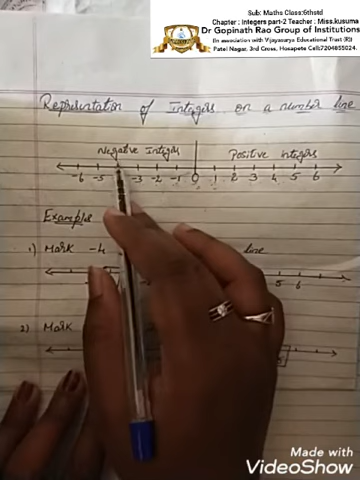 Sub: Maths Class:6thstd
Chapter : integers part-2 Teacher : Miss.kusuma
Dr Gopinath Rao Group of Institutions
(In association with Vijayasurya Educational Trust (R))
Patel Nagar, 3rd Cross, Hosapete Cell:7204855024.
Representation of Integers on a number line
Negative Integers Positive Integers
-6 -5 -3 -2 -1 0 1 2 3 4 5 6
Examples
1) Mark -4 line
5 6
2) Mark
Made with
VideoShow